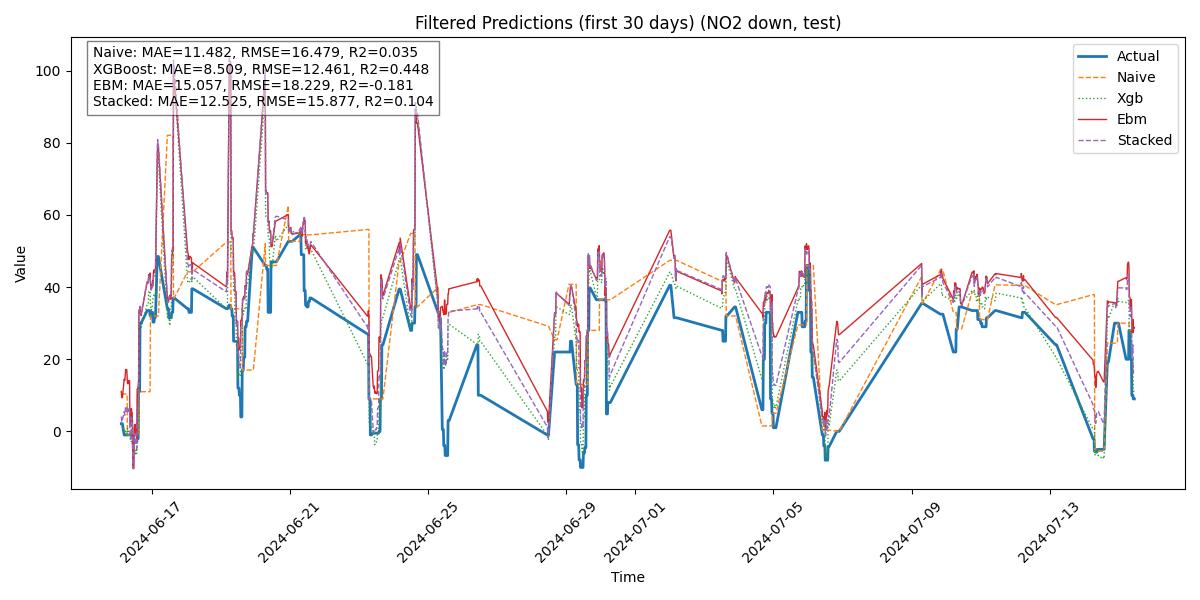 Filtered Predictions (first 30 days) (NO2 down, test)
Naive: MAE=11.482, RMSE=16.479, R2=0.035
XGBoost: MAE=8.509, RMSE=12.461, R2=0.448
EBM: MAE=15.057, RMSE=18.229, R2=-0.181
Stacked: MAE=12.525, RMSE=15.877, R2=0.104
Actual
Naive
Xgb
Ebm
Stacked
Value
100
80
60
40
20
0
2024-06-17
2024-06-21
2024-06-25
2024-06-29
2024-07-01
2024-07-05
2024-07-09
2024-07-13
Time